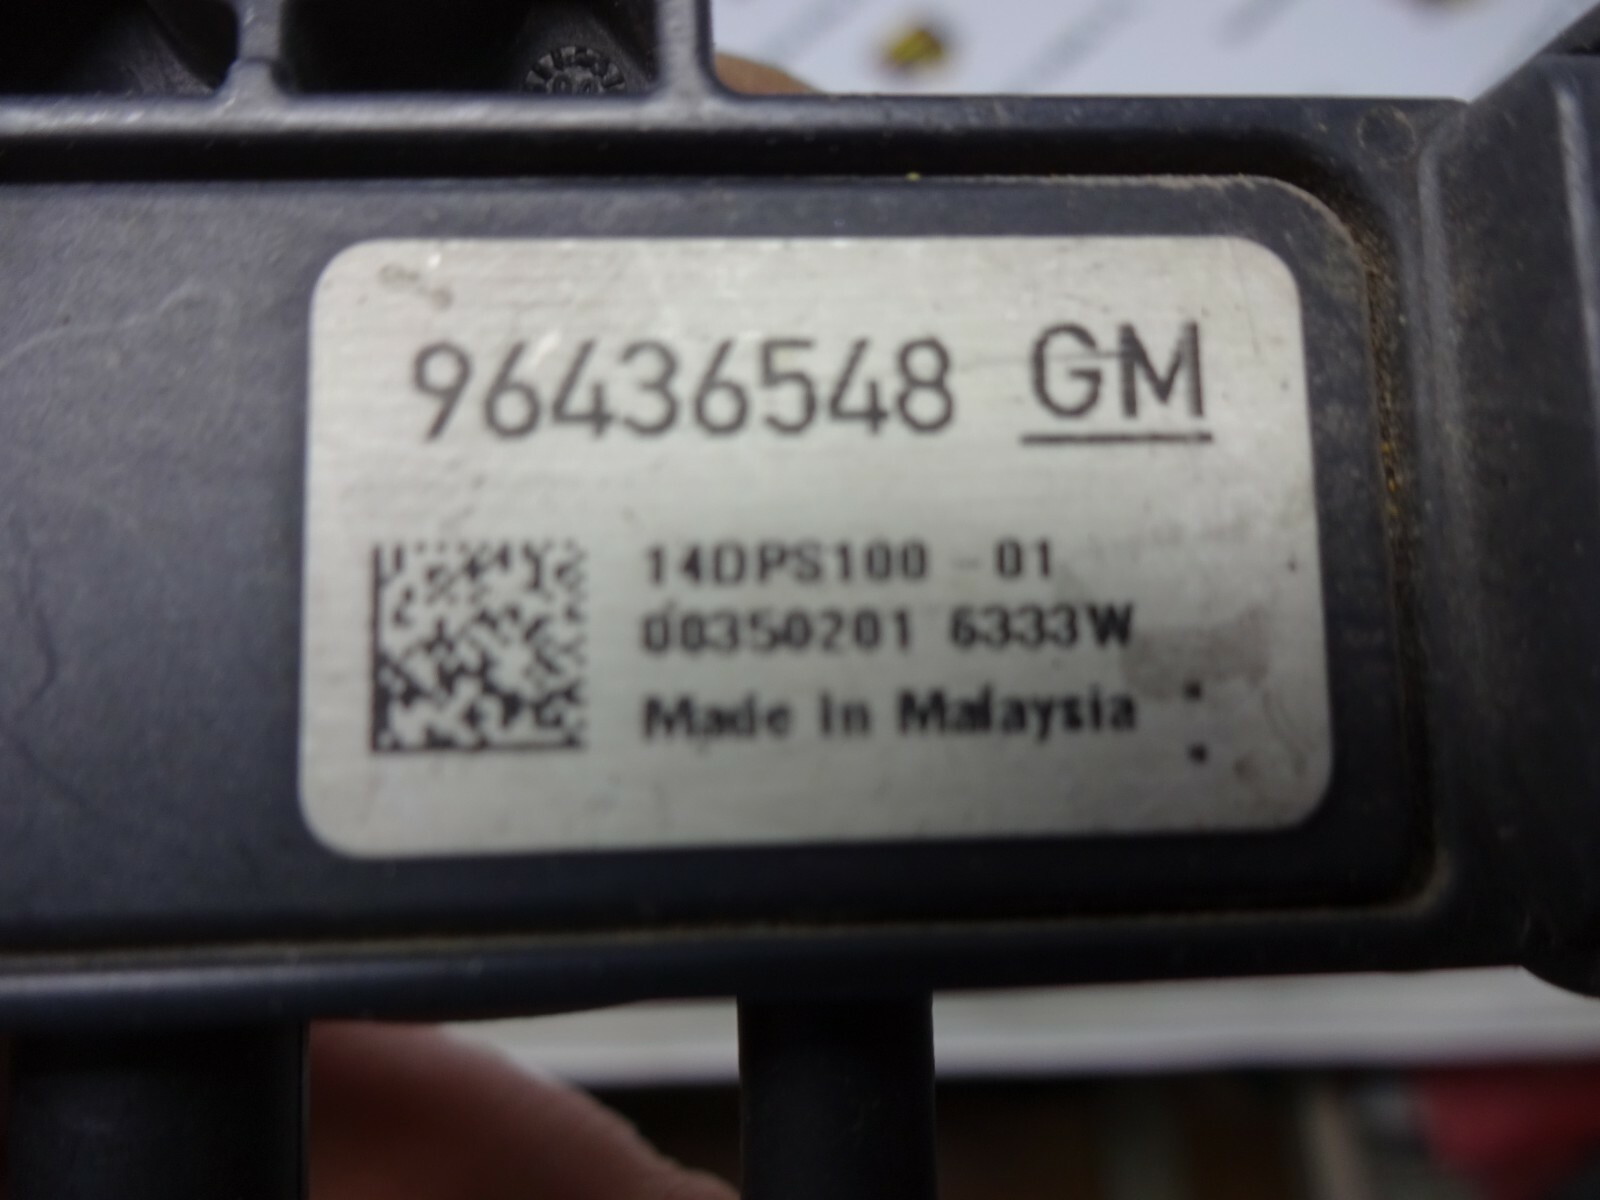 96436548 GM
14DPS100-01
00350201 6333W
Made in Malaysia